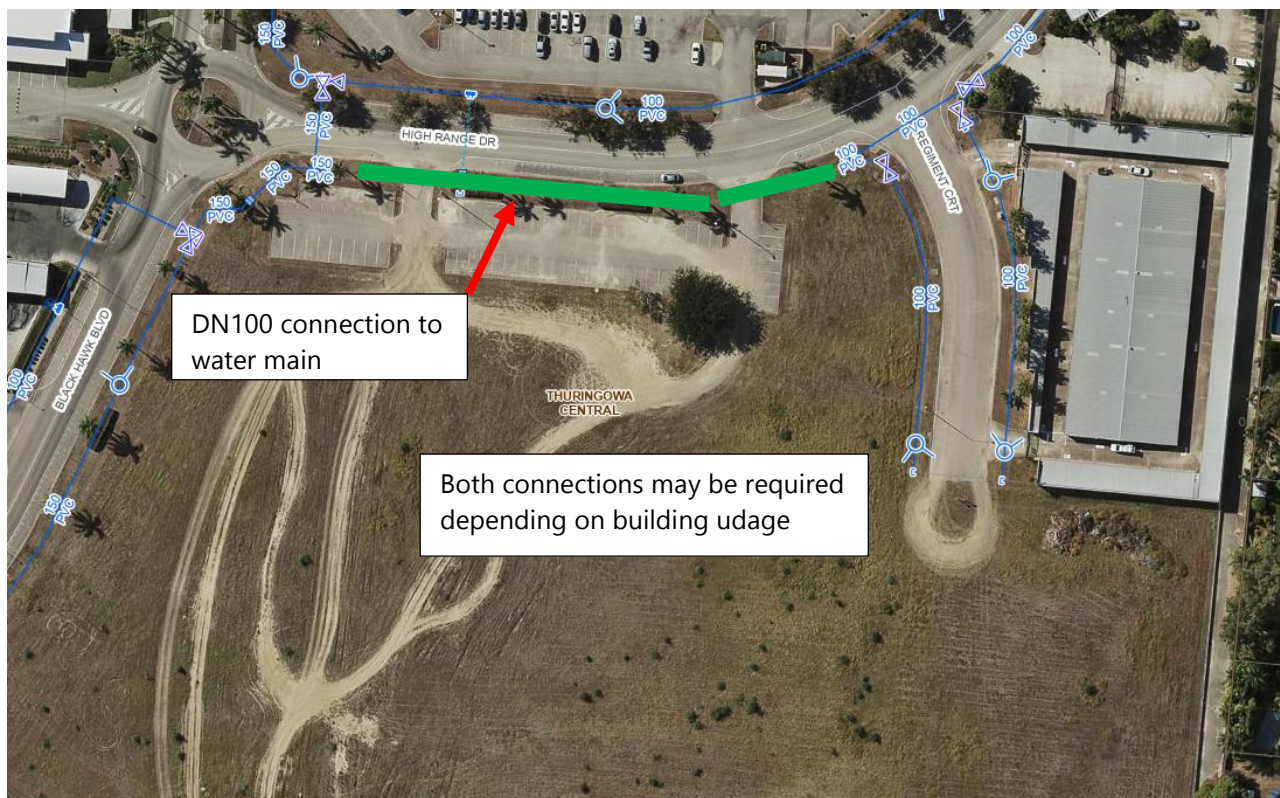 150
PVC
100
PVC
100
PVC
150
PVC
HIGH RANGE DR
100
PVC
REGIMENT CRT
150
PVC
150
PVC
100
PVC
150
PVC
DN100 connection to
water main
100
PVC
100
PVC
BLACK HAWK BLVD
100
PVC
THURINGOWA
CENTRAL
E
E
Both connections may be required
depending on building udage
150
PVC